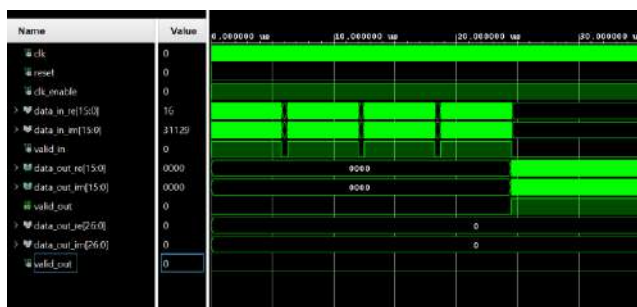 Name Value
0.000000 us 10.000000 us 20.000000 us 30.000000 u
clk 0
reset 0
clk_enable 0
data_in_re[15:0] 16
data_in_im[15:0] 31129
valid_in 0
data_out_re[15:0] 0000 0000
data_out_im[15:0] 0000 0000
valid_out 0
data_out_re[26:0] 0 0
data_out_im[26:0] 0 0
valid_out 0